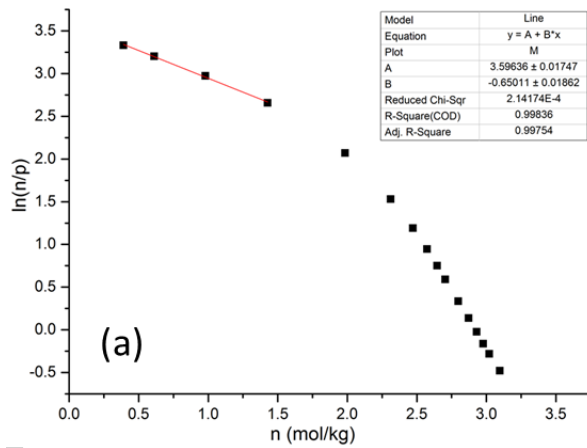 Model Line
Equation y = A + B*x
Plot M
A 3.59636 ± 0.01747
B -0.65011 ± 0.01862
Reduced Chi-Sqr 2.14174E-4
R-Square(COD) 0.99836
Adj. R-Square 0.99754
4.0
3.5
3.0
2.5
2.0
1.5
1.0
0.5
0.0
-0.5
ln(n/p)
(a)
0.0 0.5 1.0 1.5 2.0 2.5 3.0 3.5
n (mol/kg)